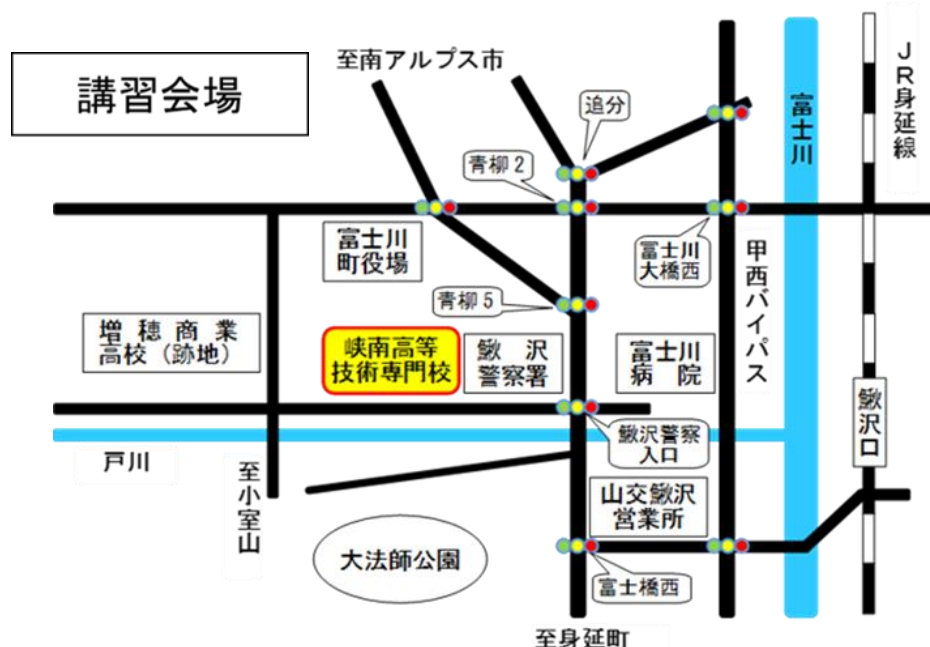 講習会場
至南アルプス市
追分
青柳2
富士川
JR身延線
富士川
町役場
富士川
大橋西
甲西バイパス
青柳5
増穂商業
高校（跡地）
峡南高等
技術専門校
鰍沢
警察署
富士川
病院
鰍沢口
鰍沢警察
入口
戸川
至小室山
山交鰍沢
営業所
大法師公園
富士橋西
至身延町